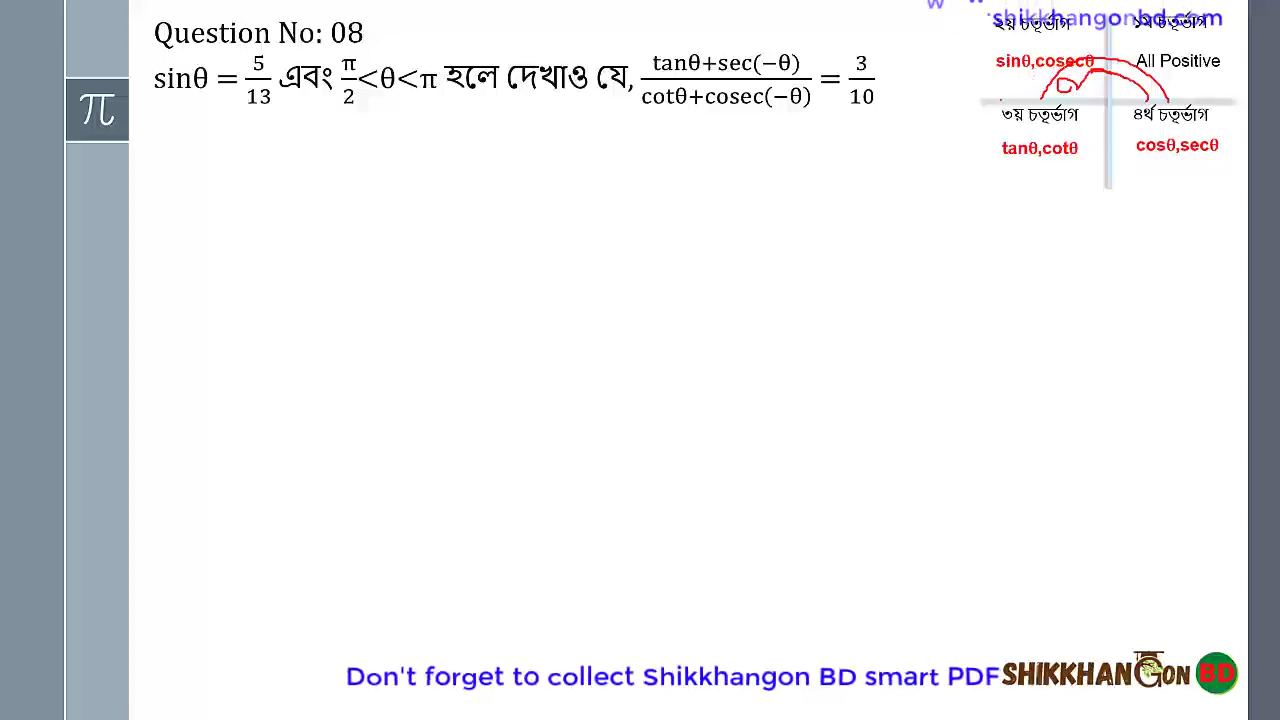 shikkhangonbd.com
২য় চতুর্ভাগ ১ম চতুর্ভাগ
Question No: 08
sinθ, cosecθ All Positive
sinθ = 5/13 এবং π/2<θ<π হলে দেখাও যে, tanθ+sec(−θ)/cotθ+cosec(−θ) = 3/10
৩য় চতুর্ভাগ ৪র্থ চতুর্ভাগ
tanθ,cotθ cosθ,secθ
π
Don't forget to collect Shikkhangon BD smart PDF SHIKKHANGON BD